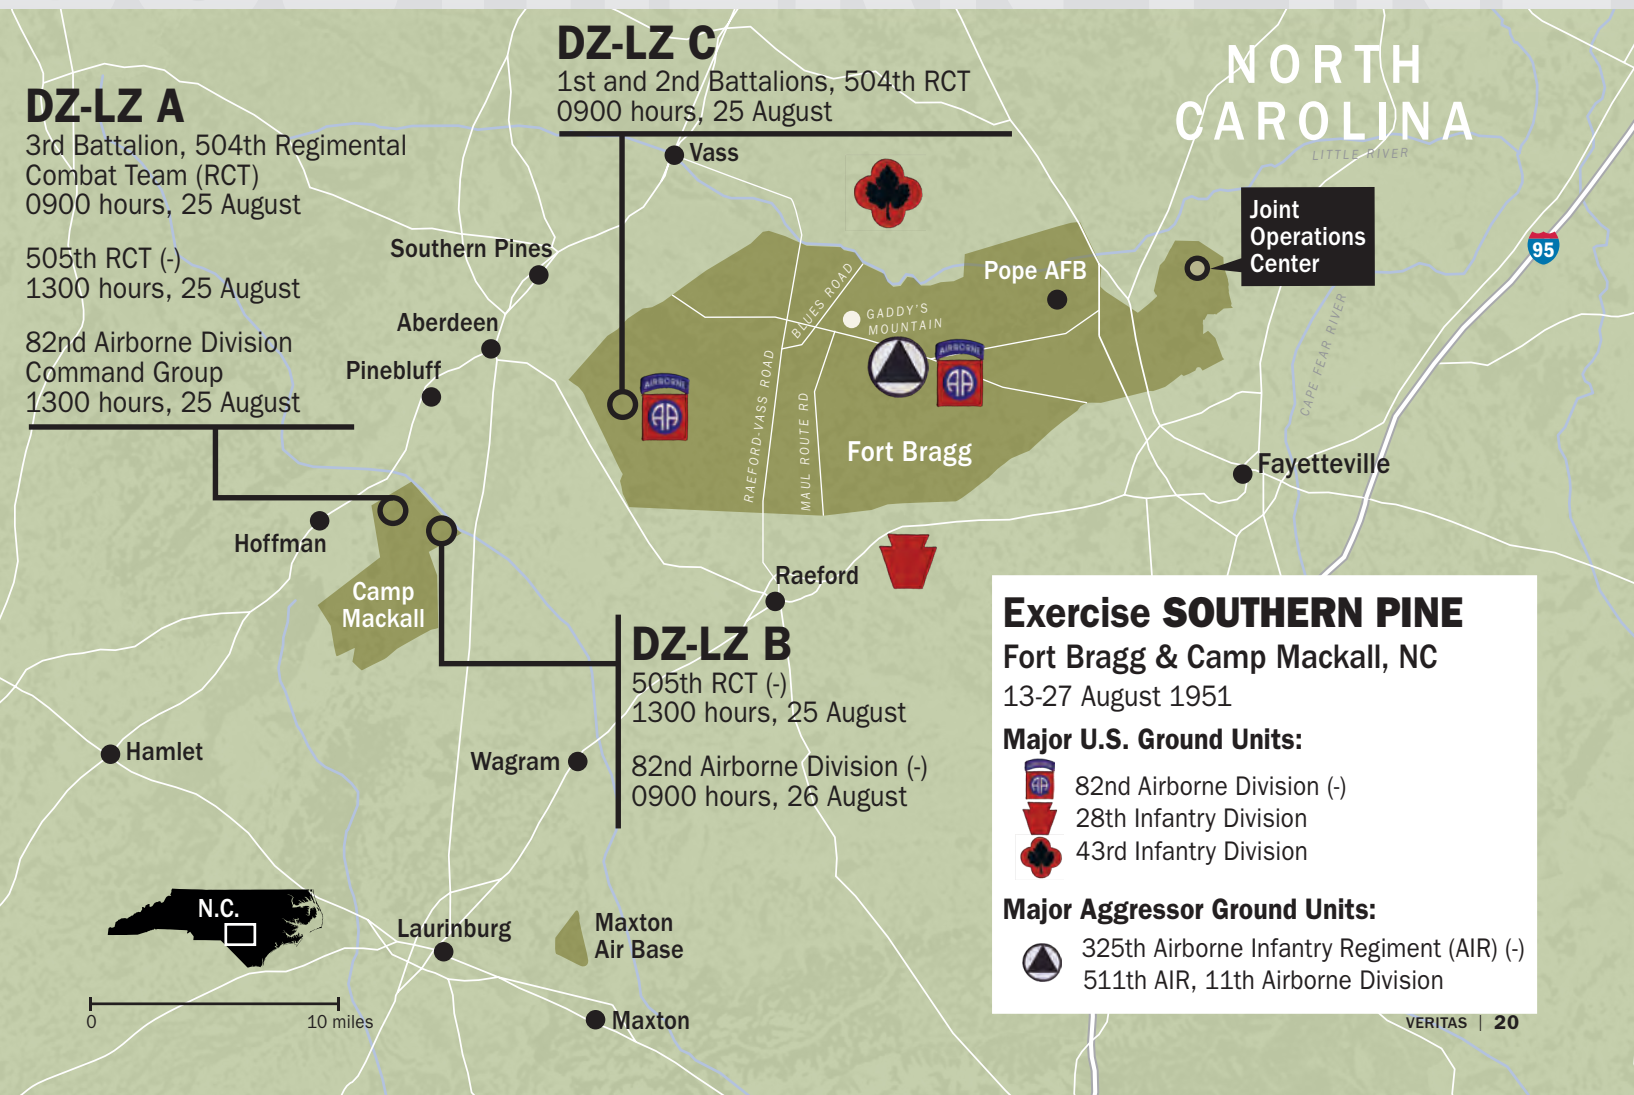 DZ-LZ A
3rd Battalion, 504th Regimental
Combat Team (RCT)
0900 hours, 25 August
505th RCT (-)
1300 hours, 25 August
82nd Airborne Division
Command Group
1300 hours, 25 August
DZ-LZ C
1st and 2nd Battalions, 504th RCT
0900 hours, 25 August
NORTH
CAROLINA
LITTLE RIVER
Vass
Joint
Operations
Center
95
Southern Pines
Pope AFB
BLUES ROAD
GADDY'S
MOUNTAIN
CAPE FEAR RIVER
Aberdeen
Pinebluff
AIRBORNE
AA
AIRBORNE
AA
RAEFORD-VASS ROAD
MAUL ROUTE RD
Fort Bragg
Fayetteville
Hoffman
Camp
Mackall
Raeford
DZ-LZ B
505th RCT (-)
1300 hours, 25 August
82nd Airborne Division (-)
0900 hours, 26 August
Hamlet
Wagram
Exercise SOUTHERN PINE
Fort Bragg & Camp Mackall, NC
13-27 August 1951
Major U.S. Ground Units:
AA
82nd Airborne Division (-)
28th Infantry Division
43rd Infantry Division
Major Aggressor Ground Units:
325th Airborne Infantry Regiment (AIR) (-)
511th AIR, 11th Airborne Division
N.C.
Laurinburg
Maxton
Air Base
0
10 miles
Maxton
VERITAS | 20